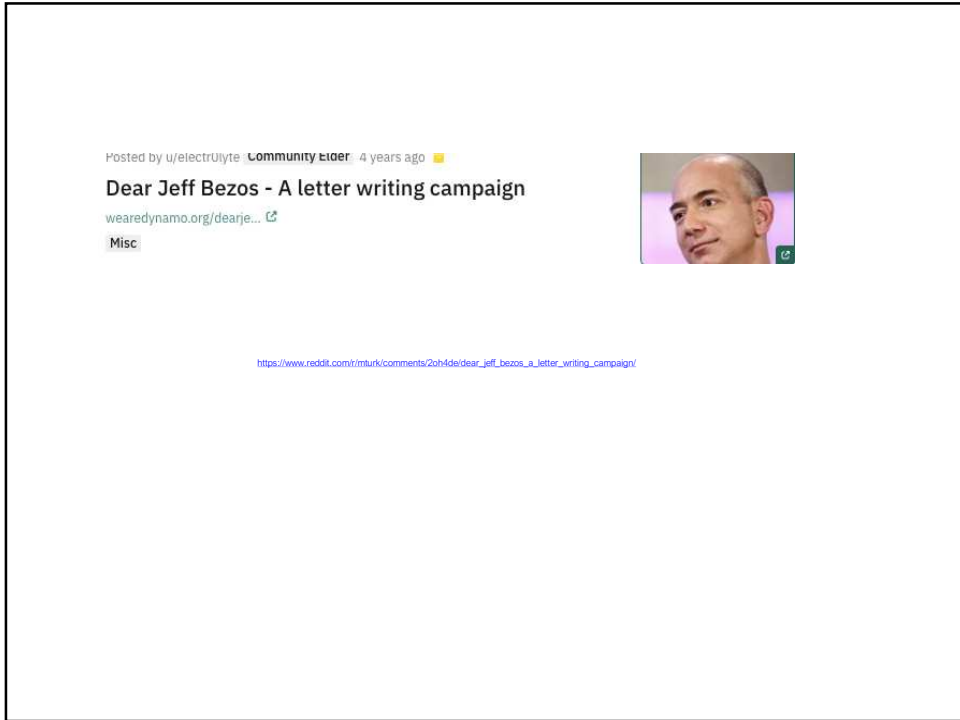 Posted by u/electr0lyte Community Elder 4 years ago
Dear Jeff Bezos - A letter writing campaign
wearedynamo.org/dearje...
Misc
https://www.reddit.com/r/mturk/comments/2oh4de/dear_jeff_bezos_a_letter_writing_campaign/